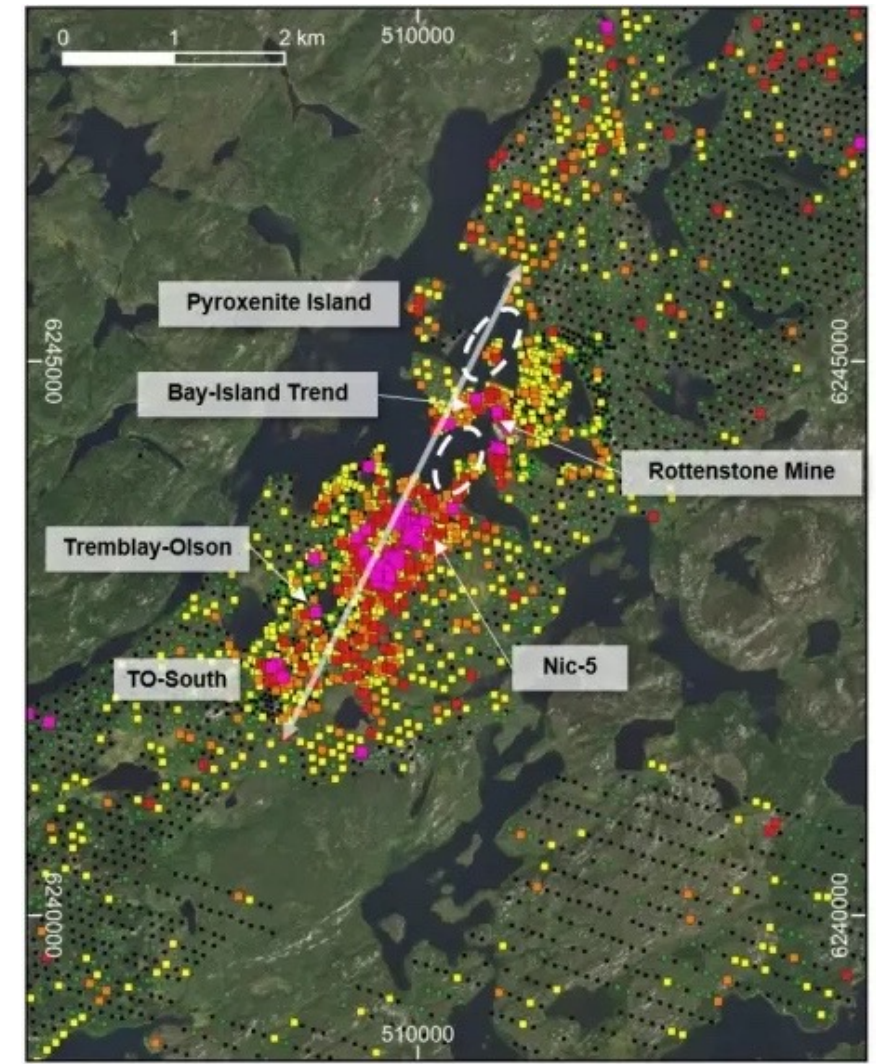 0 1 2 km
510000
Pyroxenite Island
6245000
6245000
Bay-Island Trend
Rottenstone Mine
Tremblay-Olson
Nic-5
TO-South
6240000
6240000
510000